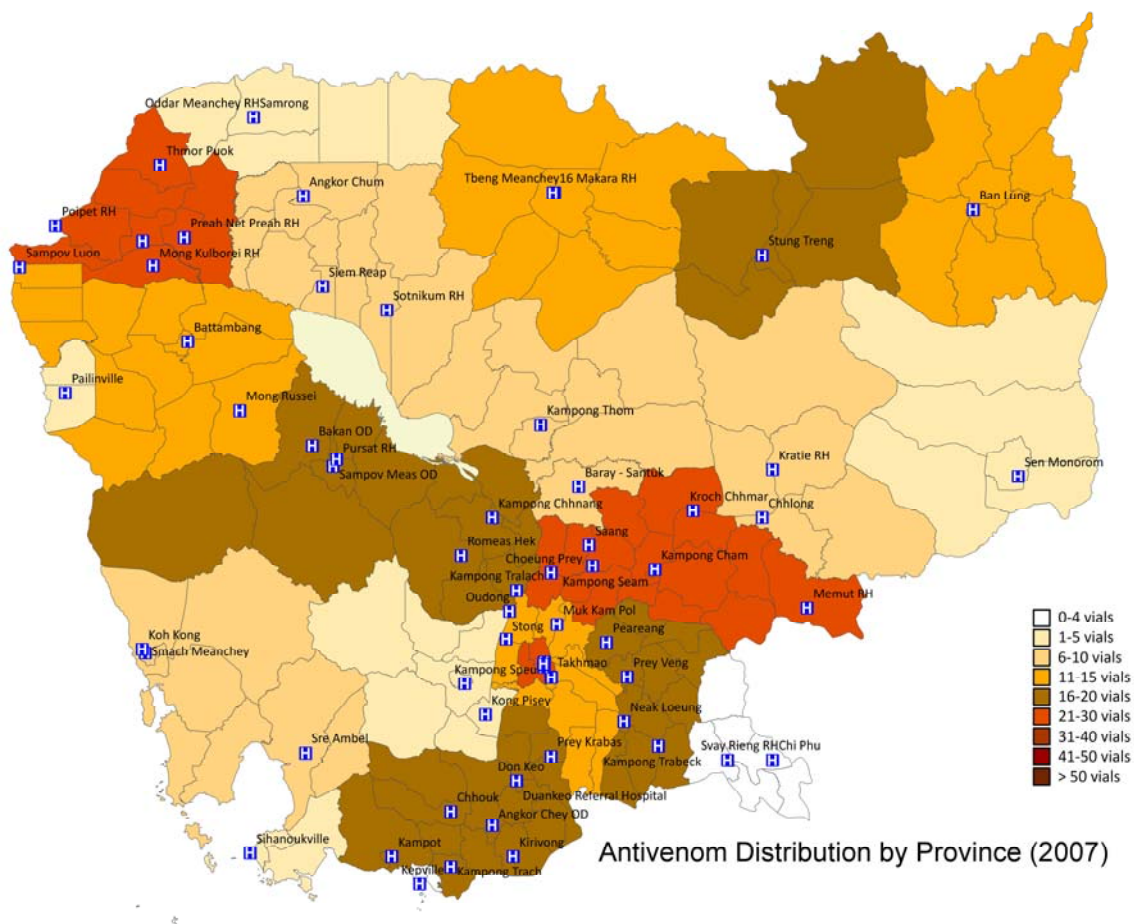 Oddar Meanchey RHSamrong
Thmor Puok
Angkor Chum
Tbeng Meanchey16 Makara RH
Ban Lung
Poipet RH
Preah Net Preah RH
Stung Treng
Sampov Luon
Mong Kulborei RH
Siem Reap
Sotnikum RH
Battambang
Pailinville
Mong Russei
Kampong Thom
Bakan OD
Pursat RH
Sampov Meas OD
Kratie RH
Sen Monorom
Baray - Santuk
Kampong Chhnang
Kroch Chhmar
Chhlong
Saang
Romeas Hek
Choeung Prey
Kampong Cham
Kampong Tralach
Kampong Seam
Oudong
Memut RH
Muk Kam Pol
Stong
Peareang
Koh Kong
Smach Meanchey
Takhmao
Kampong Speu
Prey Veng
Kong Pisey
Neak Loeung
Sre Ambel
Prey Krabas
Kampong Trabeck
Svay Rieng RHChi Phu
Don Keo
Duankeo Referral Hospital
Chhouk
Angkor Chey OD
Sihanoukville
Kampot
Kirivong
Kepville
Kampong Trach
0-4 vials
1-5 vials
6-10 vials
11-15 vials
16-20 vials
21-30 vials
31-40 vials
41-50 vials
> 50 vials
Antivenom Distribution by Province (2007)